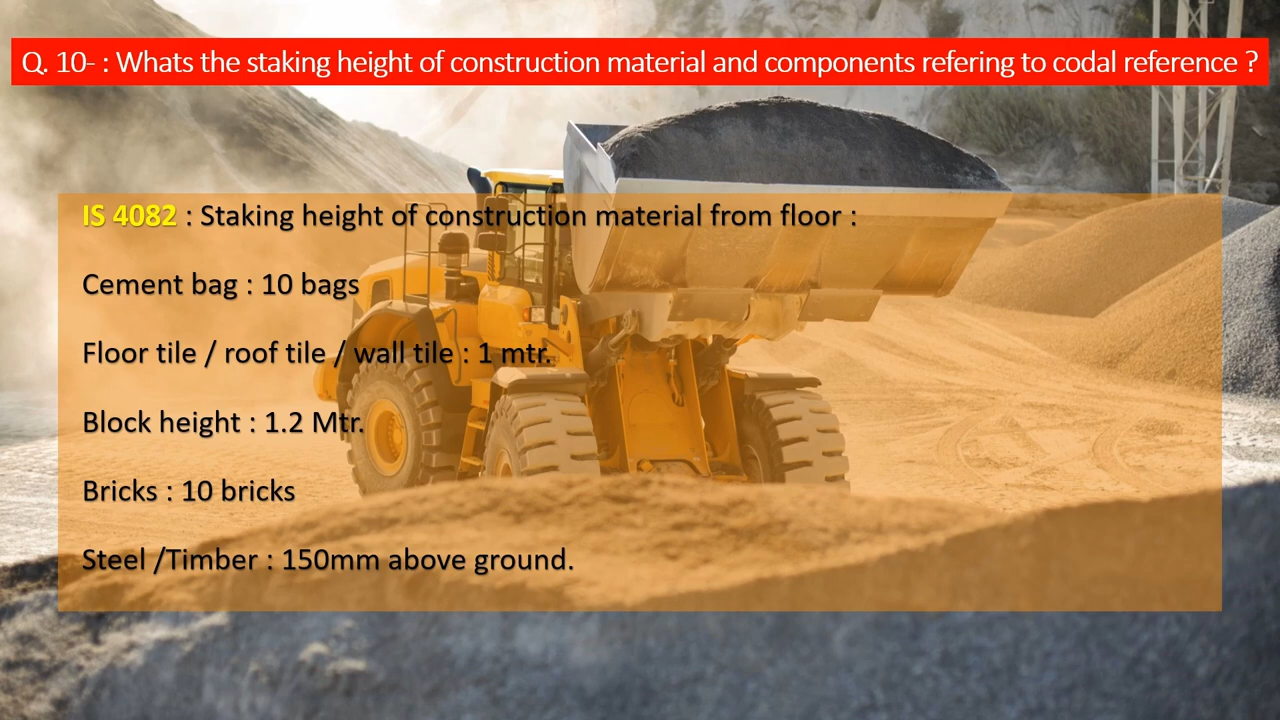 Q. 10- : Whats the staking height of construction material and components refering to codal reference ?
IS 4082 : Staking height of construction material from floor :
Cement bag : 10 bags
Floor tile / roof tile / wall tile : 1 mtr.
Block height : 1.2 Mtr.
Bricks : 10 bricks
Steel /Timber : 150mm above ground.